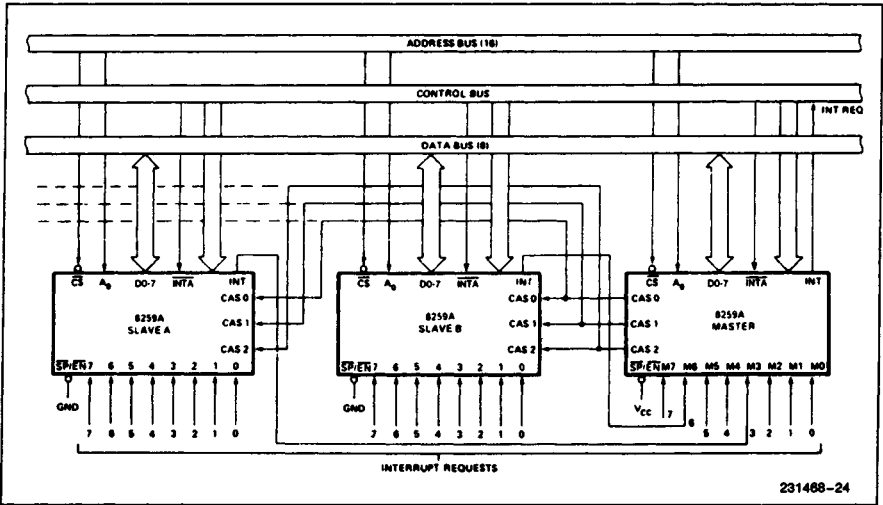 ADDRESS BUS (16)
CONTROL BUS
INT REQ
DATA BUS (8)
CS A0 D0-7 INTA INT
CS A0 D0-7 INTA INT
CS A0 D0-7 INTA INT
CAS 0
CAS 0
CAS 0
8259A
SLAVE A
8259A
SLAVE B
8259A
MASTER
CAS 1
CAS 1
CAS 1
CAS 2
CAS 2
CAS 2
SP/EN 7 6 5 4 3 2 1 0
SP/EN 7 6 5 4 3 2 1 0
SP/EN M7 M6 M5 M4 M3 M2 M1 M0
GND
GND
VCC
7 6 5 4 3 2 1 0
7 6 5 4 3 2 1 0
7 6 5 4 3 2 1 0
INTERRUPT REQUESTS
231468-24